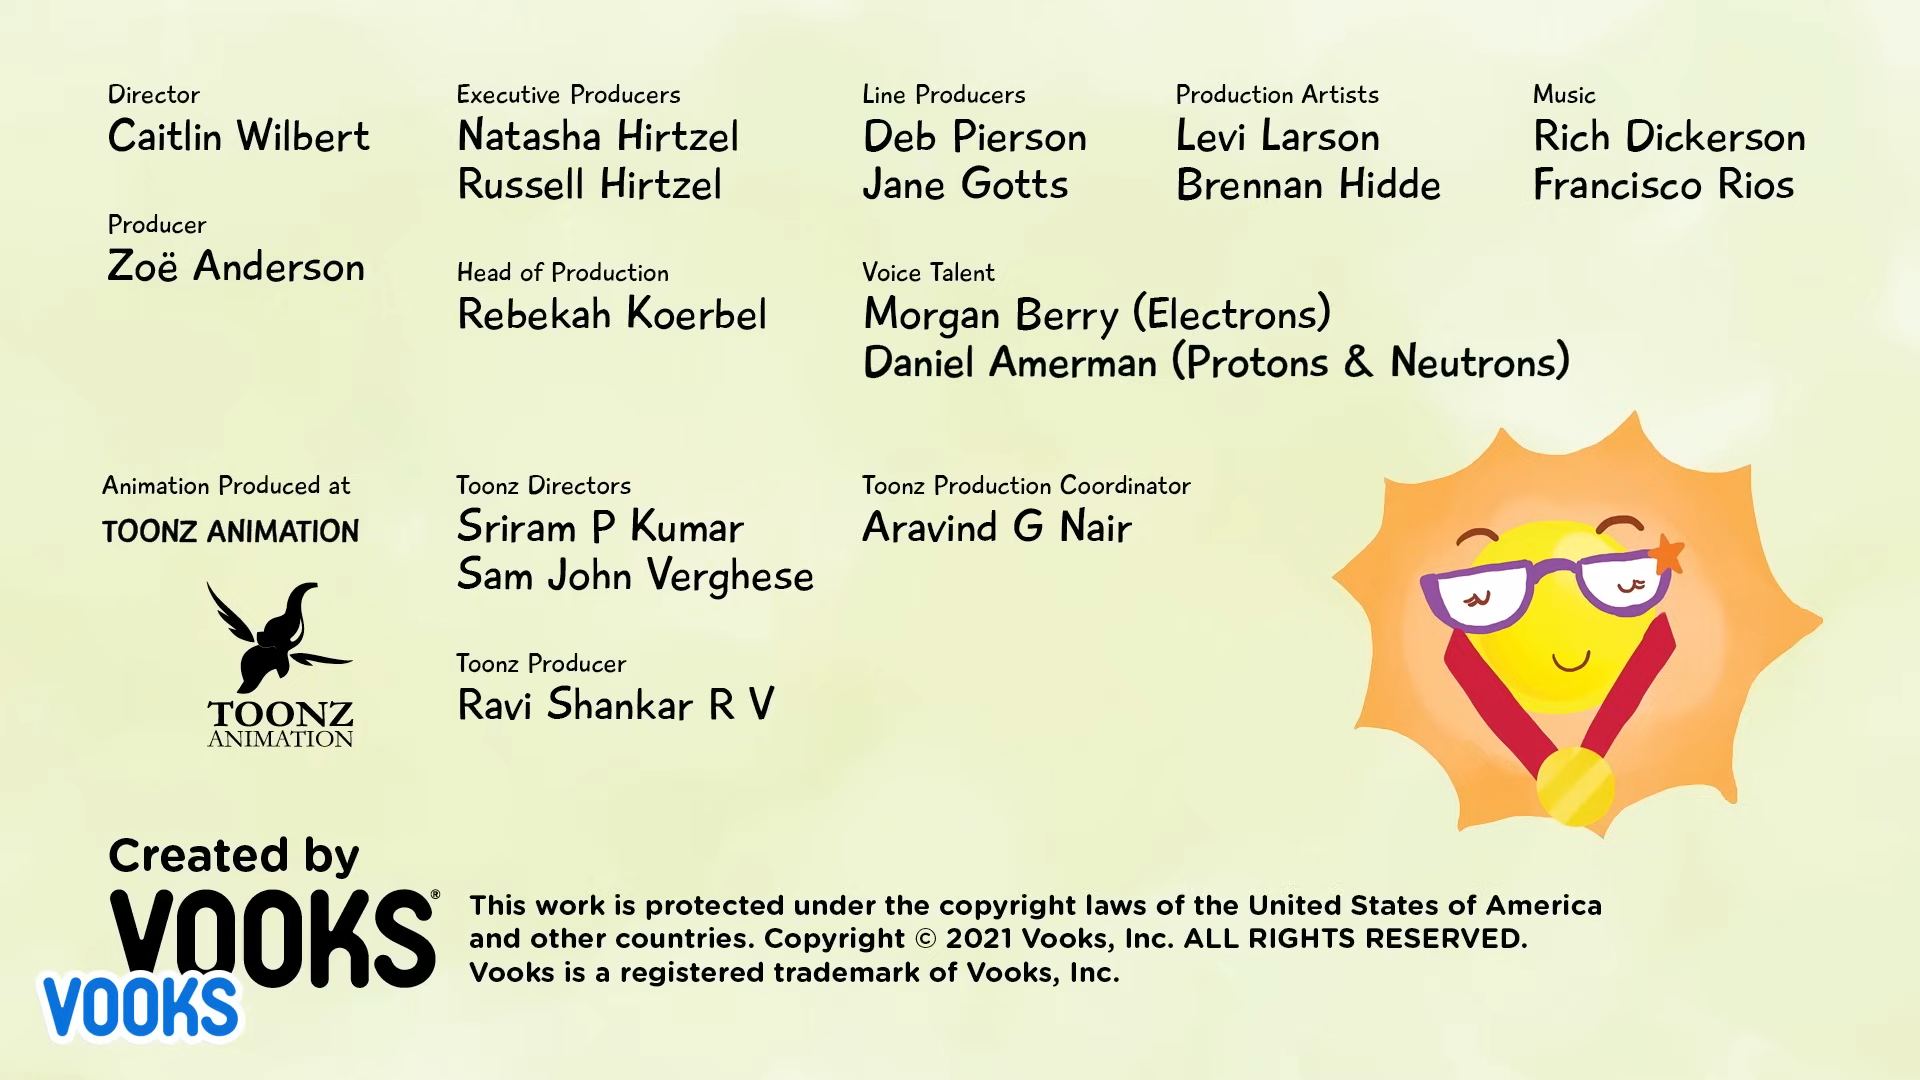 Director
Caitlin Wilbert
Producer
Zoë Anderson
Executive Producers
Natasha Hirtzel
Russell Hirtzel
Head of Production
Rebekah Koerbel
Line Producers
Deb Pierson
Jane Gotts
Production Artists
Levi Larson
Brennan Hidde
Music
Rich Dickerson
Francisco Rios
Voice Talent
Morgan Berry (Electrons)
Daniel Amerman (Protons & Neutrons)
Animation Produced at
TOONZ ANIMATION
TOONZ
ANIMATION
Toonz Directors
Sriram P Kumar
Sam John Verghese
Toonz Producer
Ravi Shankar R V
Toonz Production Coordinator
Aravind G Nair
Created by
VOOKS®
This work is protected under the copyright laws of the United States of America
and other countries. Copyright © 2021 Vooks, Inc. ALL RIGHTS RESERVED.
Vooks is a registered trademark of Vooks, Inc.
VOOKS